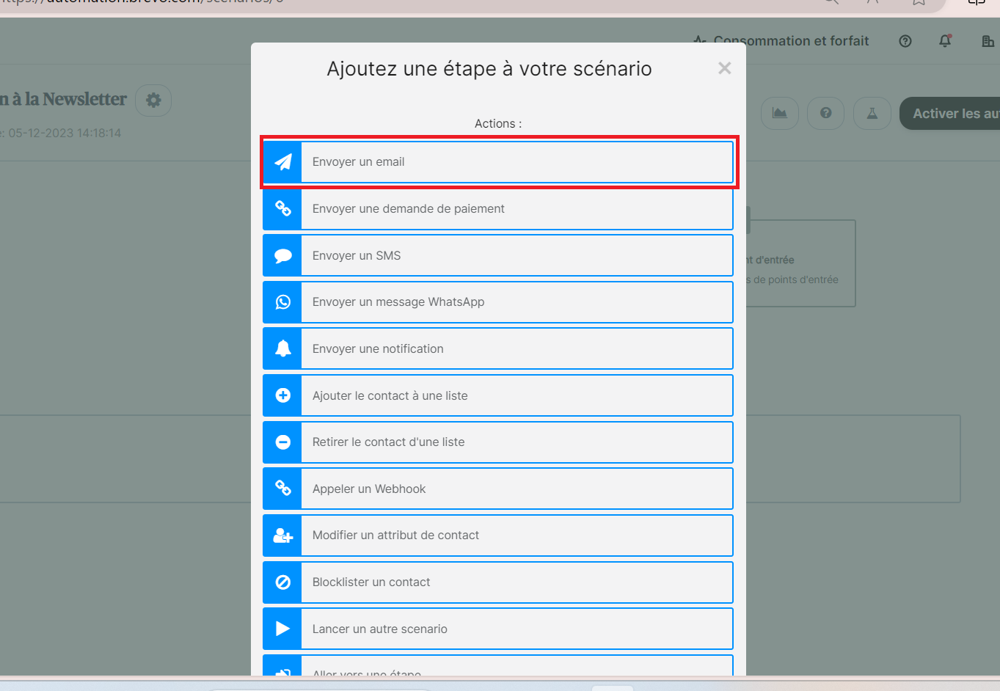 automation.brevo.com/scenarios/
Consommation et forfait
Ajoutez une étape à votre scénario
n à la Newsletter
: 05-12-2023 14:18:14
Activer les au
Actions :
Envoyer un email
Envoyer une demande de paiement
Envoyer un SMS
nt d'entrée
s de points d'entrée
Envoyer un message WhatsApp
Envoyer une notification
Ajouter le contact à une liste
Retirer le contact d'une liste
Appeler un Webhook
Modifier un attribut de contact
Blocklister un contact
Lancer un autre scenario
Aller vers une étape